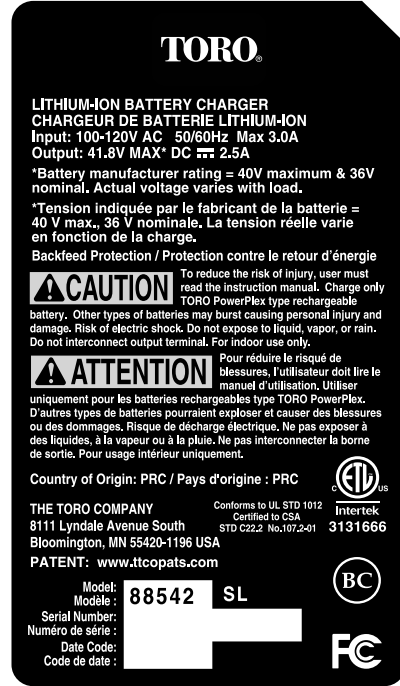 TORO®
LITHIUM-ION BATTERY CHARGER
CHARGEUR DE BATTERIE LITHIUM-ION
Input: 100-120V AC 50/60Hz Max 3.0A
Output: 41.8V MAX* DC ⎓ 2.5A
*Battery manufacturer rating = 40V maximum & 36V
nominal. Actual voltage varies with load.
*Tension indiquée par le fabricant de la batterie =
40 V max., 36 V nominale. La tension réelle varie
en fonction de la charge.
Backfeed Protection / Protection contre le retour d'énergie
CAUTION
To reduce the risk of injury, user must
read the instruction manual. Charge only
TORO PowerPlex type rechargeable
battery. Other types of batteries may burst causing personal injury and
damage. Risk of electric shock. Do not expose to liquid, vapor, or rain.
Do not interconnect output terminal. For indoor use only.
ATTENTION
Pour réduire le risqué de
blessures, l'utilisateur doit lire le
manuel d'utilisation. Utiliser
uniquement pour les batteries rechargeables type TORO PowerPlex.
D'autres types de batteries pourraient exploser et causer des blessures
ou des dommages. Risque de décharge électrique. Ne pas exposer à
des liquides, à la vapeur ou à la pluie. Ne pas interconnecter la borne
de sortie. Pour usage intérieur uniquement.
Country of Origin: PRC / Pays d'origine : PRC
THE TORO COMPANY
8111 Lyndale Avenue South
Bloomington, MN 55420-1196 USA
Conforms to UL STD 1012
Certified to CSA
STD C22.2 No.107.2-01
C ETL US
Intertek
3131666
PATENT: www.ttcopats.com
BC
Model:
Modèle :
88542 SL
Serial Number:
Numéro de série :
Date Code:
Code de date :
FC